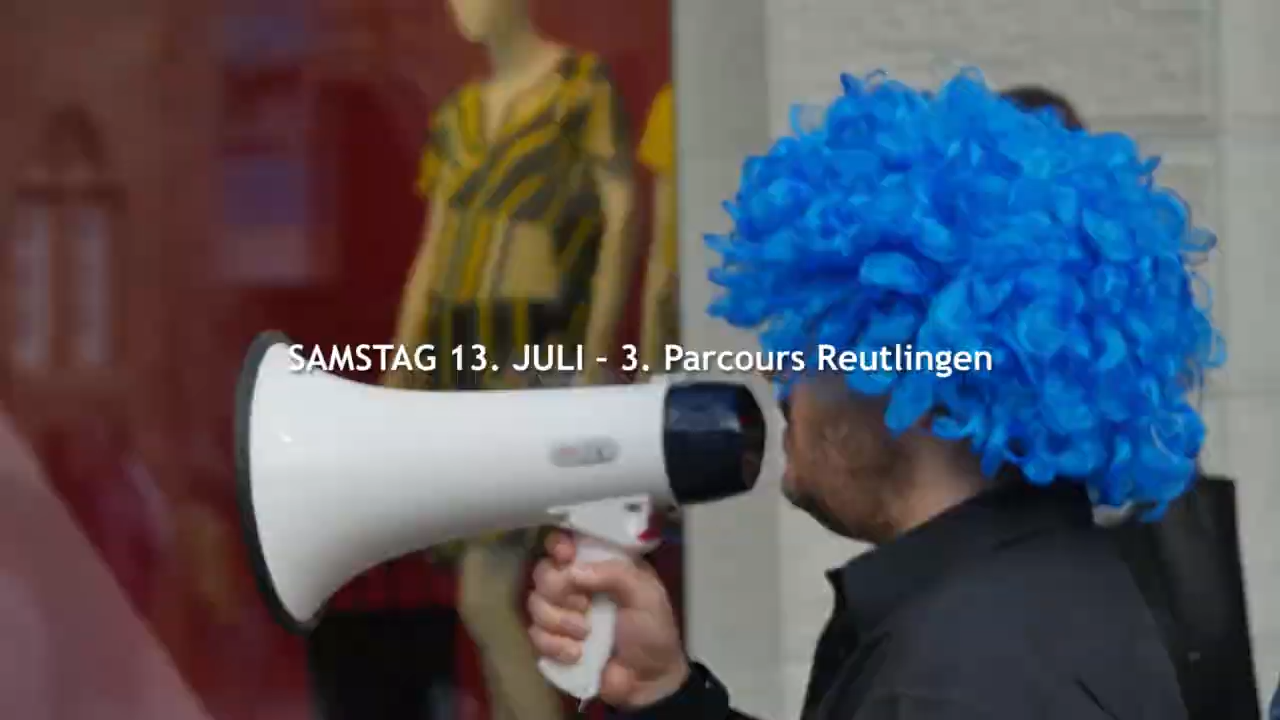 SAMSTAG 13. JULI – 3. Parcours Reutlingen